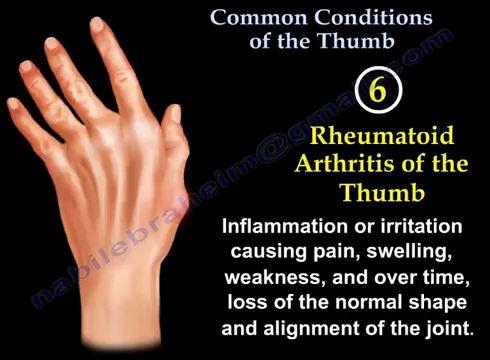 Common Conditions
of the Thumb
6
Rheumatoid
Arthritis of the
Thumb
Inflammation or irritation
causing pain, swelling,
weakness, and over time,
loss of the normal shape
and alignment of the joint.
nabilebraheim@gmail.com